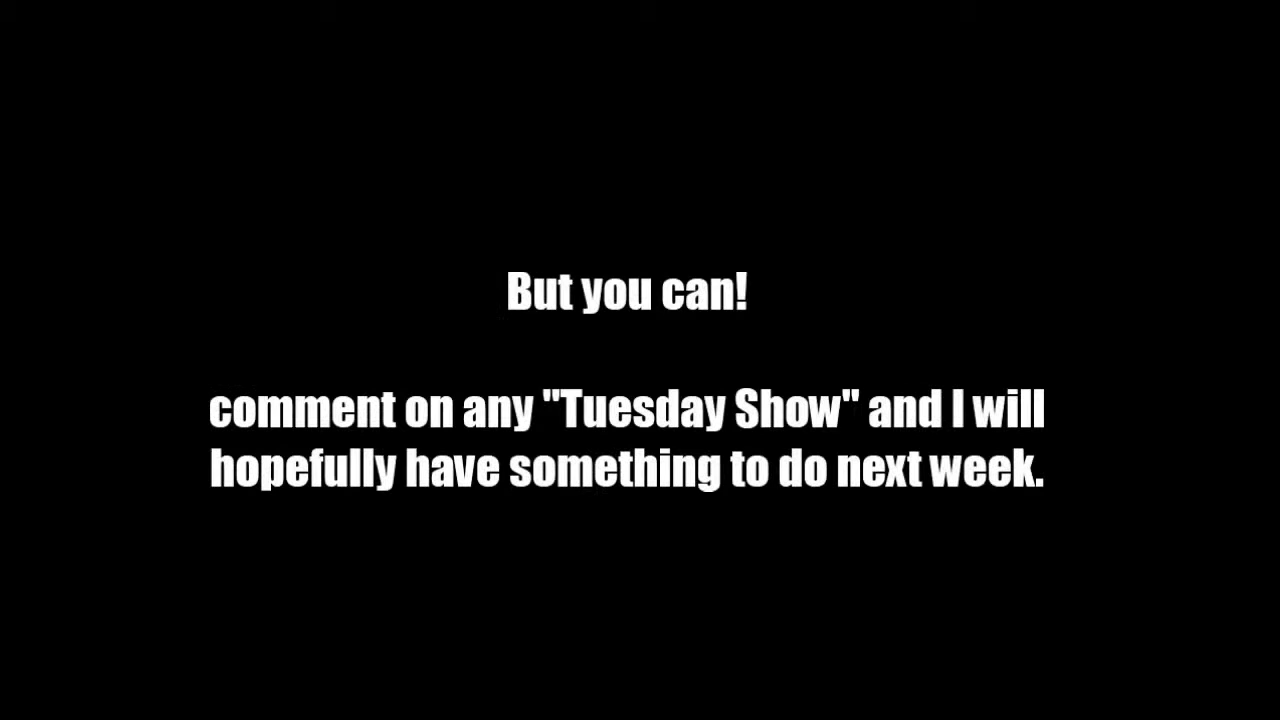 But you can!
comment on any "Tuesday Show" and I will
hopefully have something to do next week.